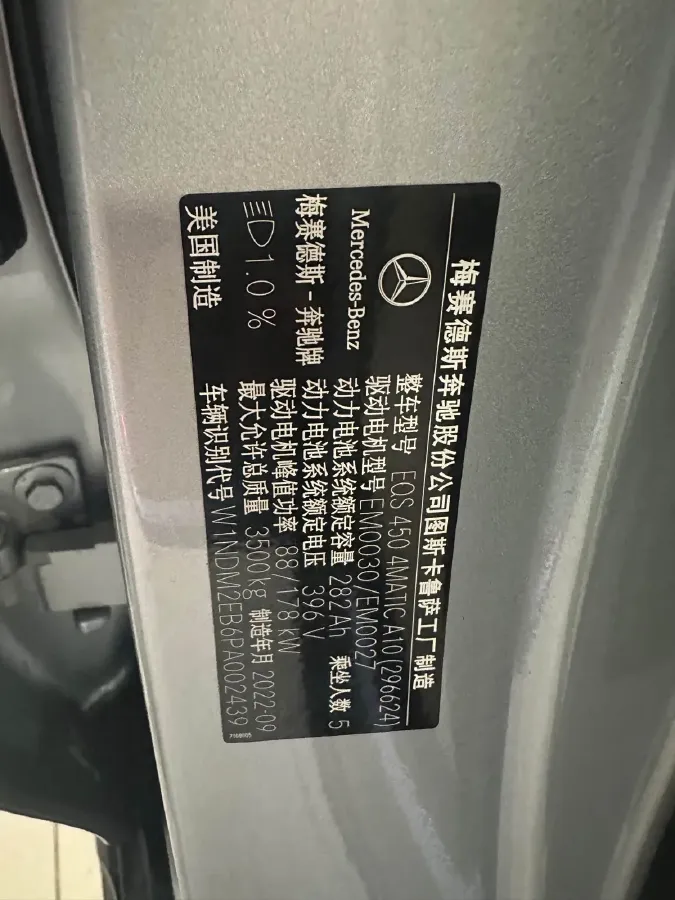 梅赛德斯奔驰股份公司图斯卡鲁萨工厂制造
Mercedes-Benz
梅赛德斯-奔驰牌
1.0 %
美国制造
整车型号 EQS 450 4MATIC A10 (296624)
驱动电机型号 EM0030/EM0027
动力电池系统额定容量 282Ah 乘坐人数 5
动力电池系统额定电压 396 V
驱动电机峰值功率 88/178 kW
最大允许总质量 3500kg 制造年月 2022-09
车辆识别代号 W1NDM2EB6PA002439